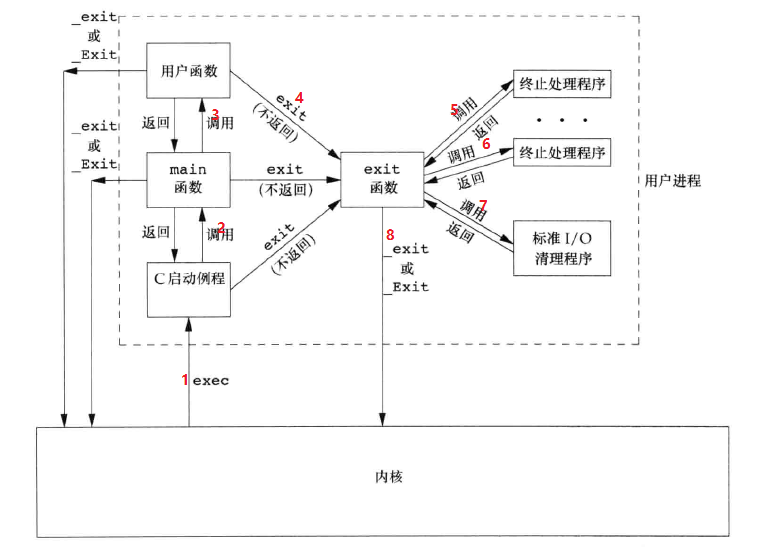 _exit
或
_Exit
用户函数
4
exit
(不返回)
5
调用
返回
终止处理程序
· · ·
3
返回
调用
_exit
或
_Exit
main
函数
exit
(不返回)
exit
函数
6
调用
返回
终止处理程序
用户进程
2
返回
调用
exit
(不返回)
7
调用
返回
标准 I/O
清理程序
8
_exit
或
_Exit
C启动例程
1 exec
内核